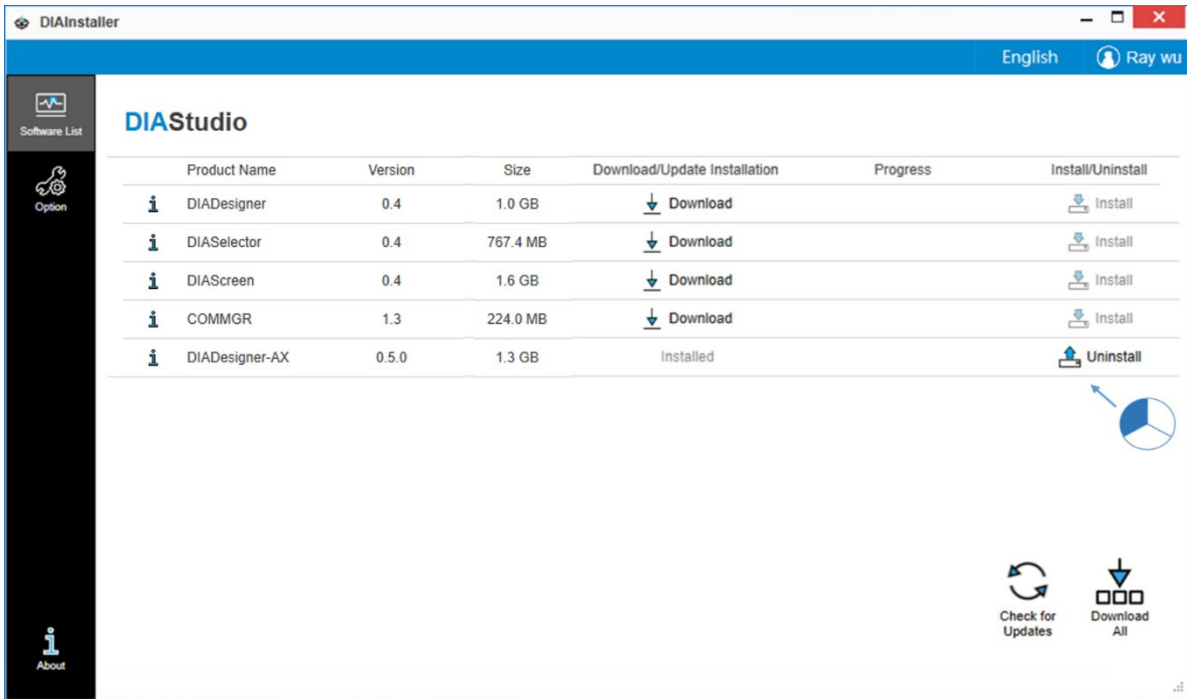 DIAInstaller
English Ray wu
Software List
Option
About
DIAStudio
Product Name Version Size Download/Update Installation Progress Install/Uninstall
DIADesigner 0.4 1.0 GB Download Install
DIASelector 0.4 767.4 MB Download Install
DIAScreen 0.4 1.6 GB Download Install
COMMGR 1.3 224.0 MB Download Install
DIADesigner-AX 0.5.0 1.3 GB Installed Uninstall
Check for
Updates
Download
All